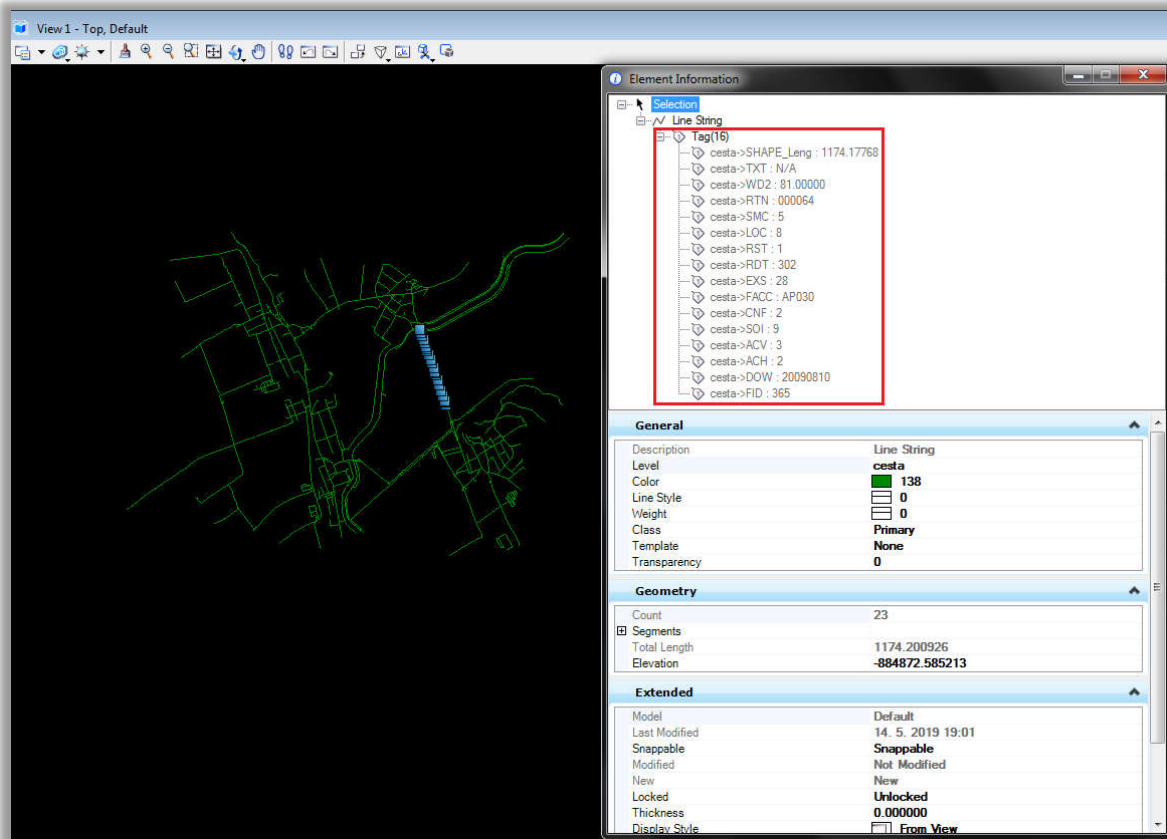 View 1 - Top, Default
Element Information
Selection
Line String
Tag(16)
cesta->SHAPE_Leng : 1174.17768
cesta->TXT : N/A
cesta->WD2 : 81.00000
cesta->RTN : 000064
cesta->SMC : 5
cesta->LOC : 8
cesta->RST : 1
cesta->RDT : 302
cesta->EXS : 28
cesta->FACC : AP030
cesta->CNF : 2
cesta->SOI : 9
cesta->ACV : 3
cesta->ACH : 2
cesta->DOW : 20090810
cesta->FID : 365
General
Description Line String
Level cesta
Color 138
Line Style 0
Weight 0
Class Primary
Template None
Transparency 0
Geometry
Count 23
Segments
Total Length 1174.200926
Elevation -884872.585213
Extended
Model Default
Last Modified 14. 5. 2019 19:01
Snappable Snappable
Modified Not Modified
New New
Locked Unlocked
Thickness 0.000000
Display Style From View